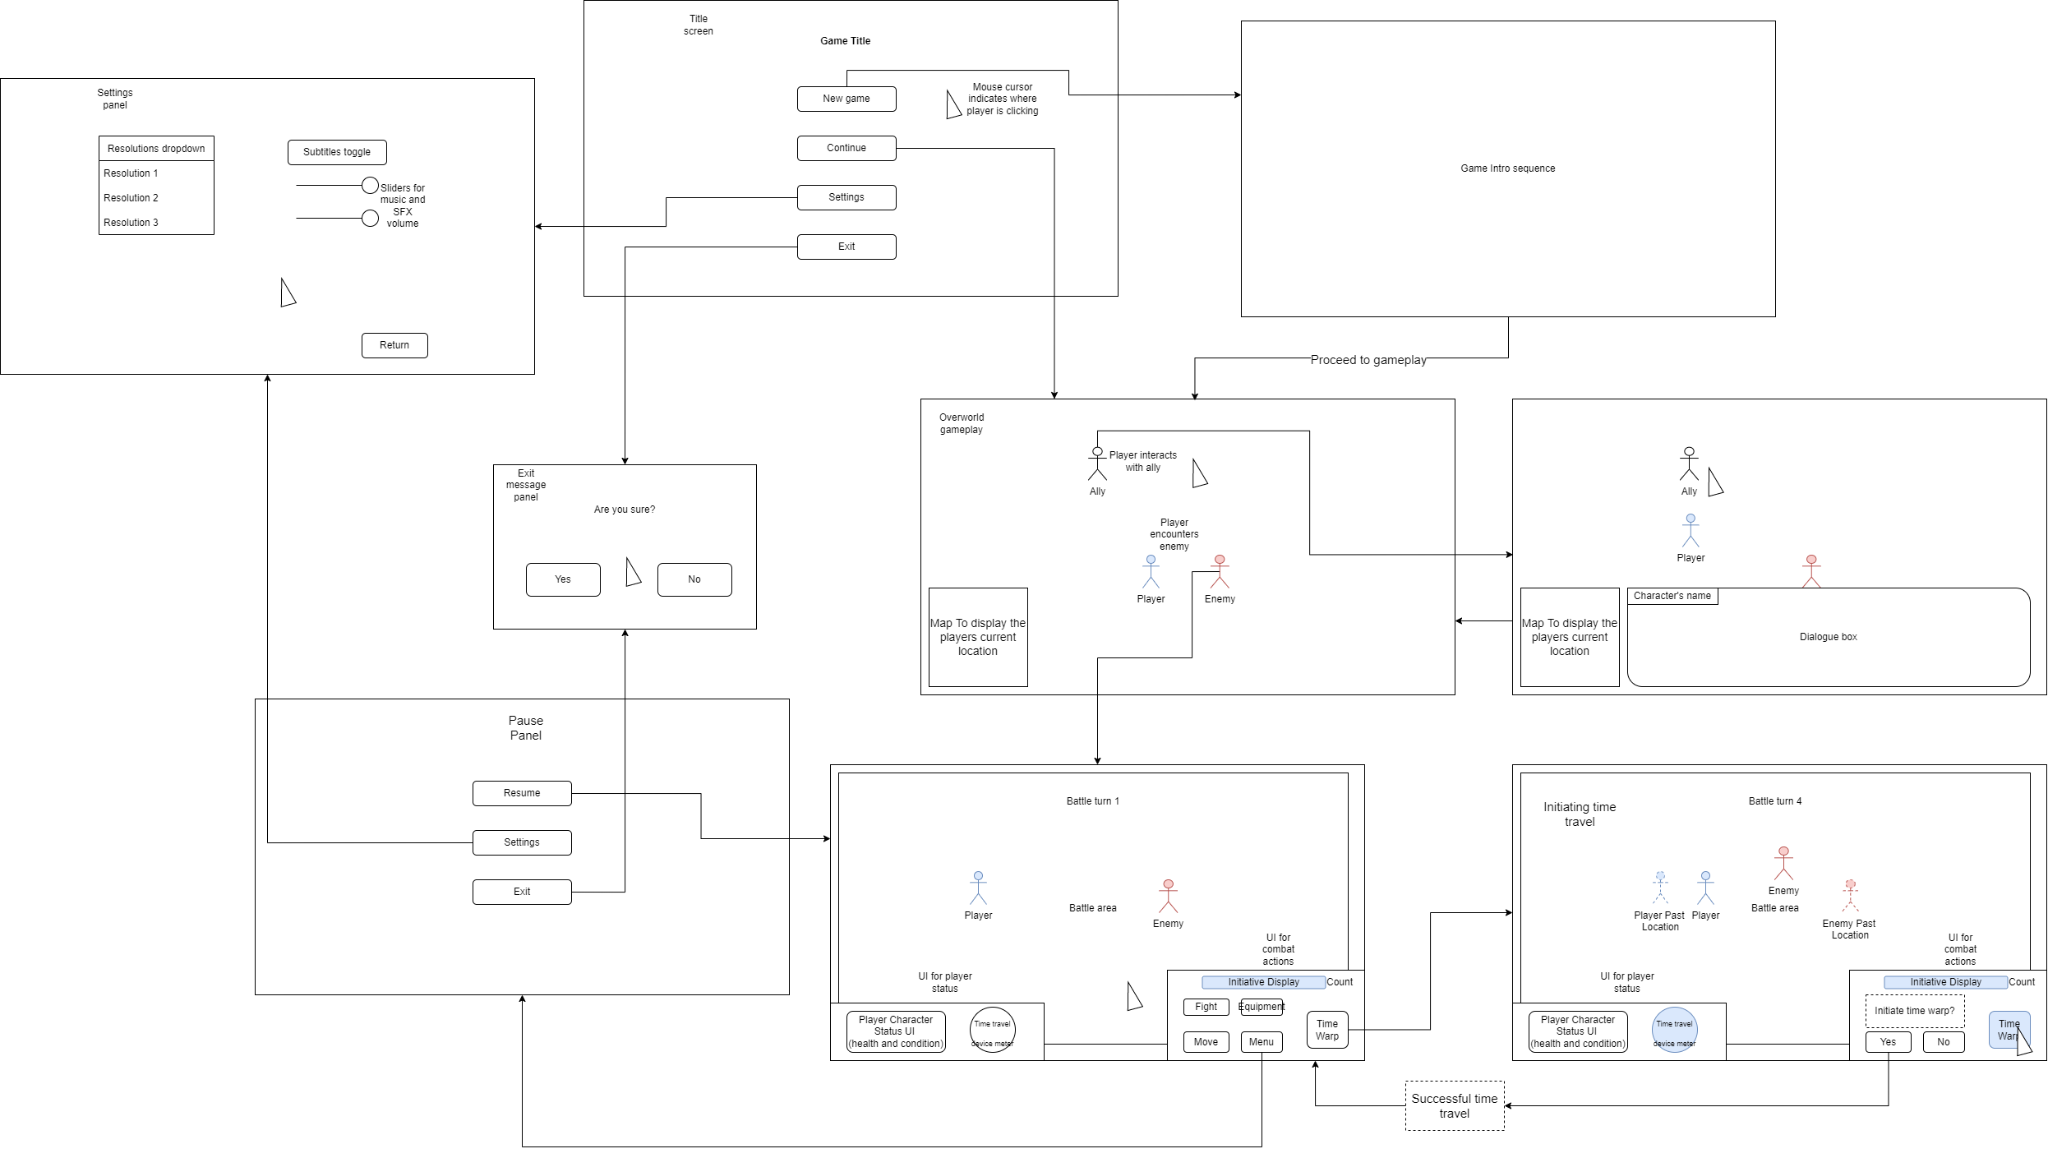 Title
screen
Game Title
New game
Mouse cursor
indicates where
player is clicking
Continue
Settings
Exit
Settings
panel
Resolutions dropdown
Resolution 1
Resolution 2
Resolution 3
Subtitles toggle
Sliders for
music and
SFX
volume
Return
Game Intro sequence
Proceed to gameplay
Exit
message
panel
Are you sure?
Yes
No
Overworld
gameplay
Player interacts
with ally
Ally
Player
encounters
enemy
Player
Enemy
Map To display the
players current
location
Ally
Player
Map To display the
players current
location
Character's name
Dialogue box
Pause
Panel
Resume
Settings
Exit
Battle turn 1
Player
Battle area
Enemy
UI for
combat
actions
UI for player
status
Initiative Display
Count
Fight
Equipment
Move
Menu
Time
Warp
Player Character
Status UI
(health and condition)
Time travel
device meter
Initiating time
travel
Battle turn 4
Enemy
Player Past
Location
Player
Battle area
Enemy Past
Location
UI for
combat
actions
UI for player
status
Initiative Display
Count
Initiate time warp?
Yes
No
Time
Warp
Player Character
Status UI
(health and condition)
Time travel
device meter
Successful time
travel